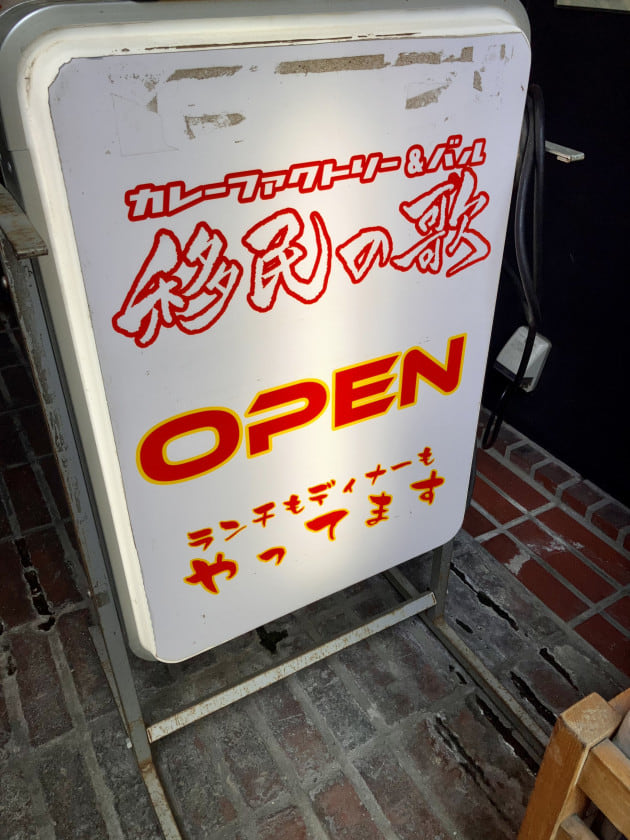 カレーファクトリー&バル
移民の歌
OPEN
ランチもディナーも
やってます